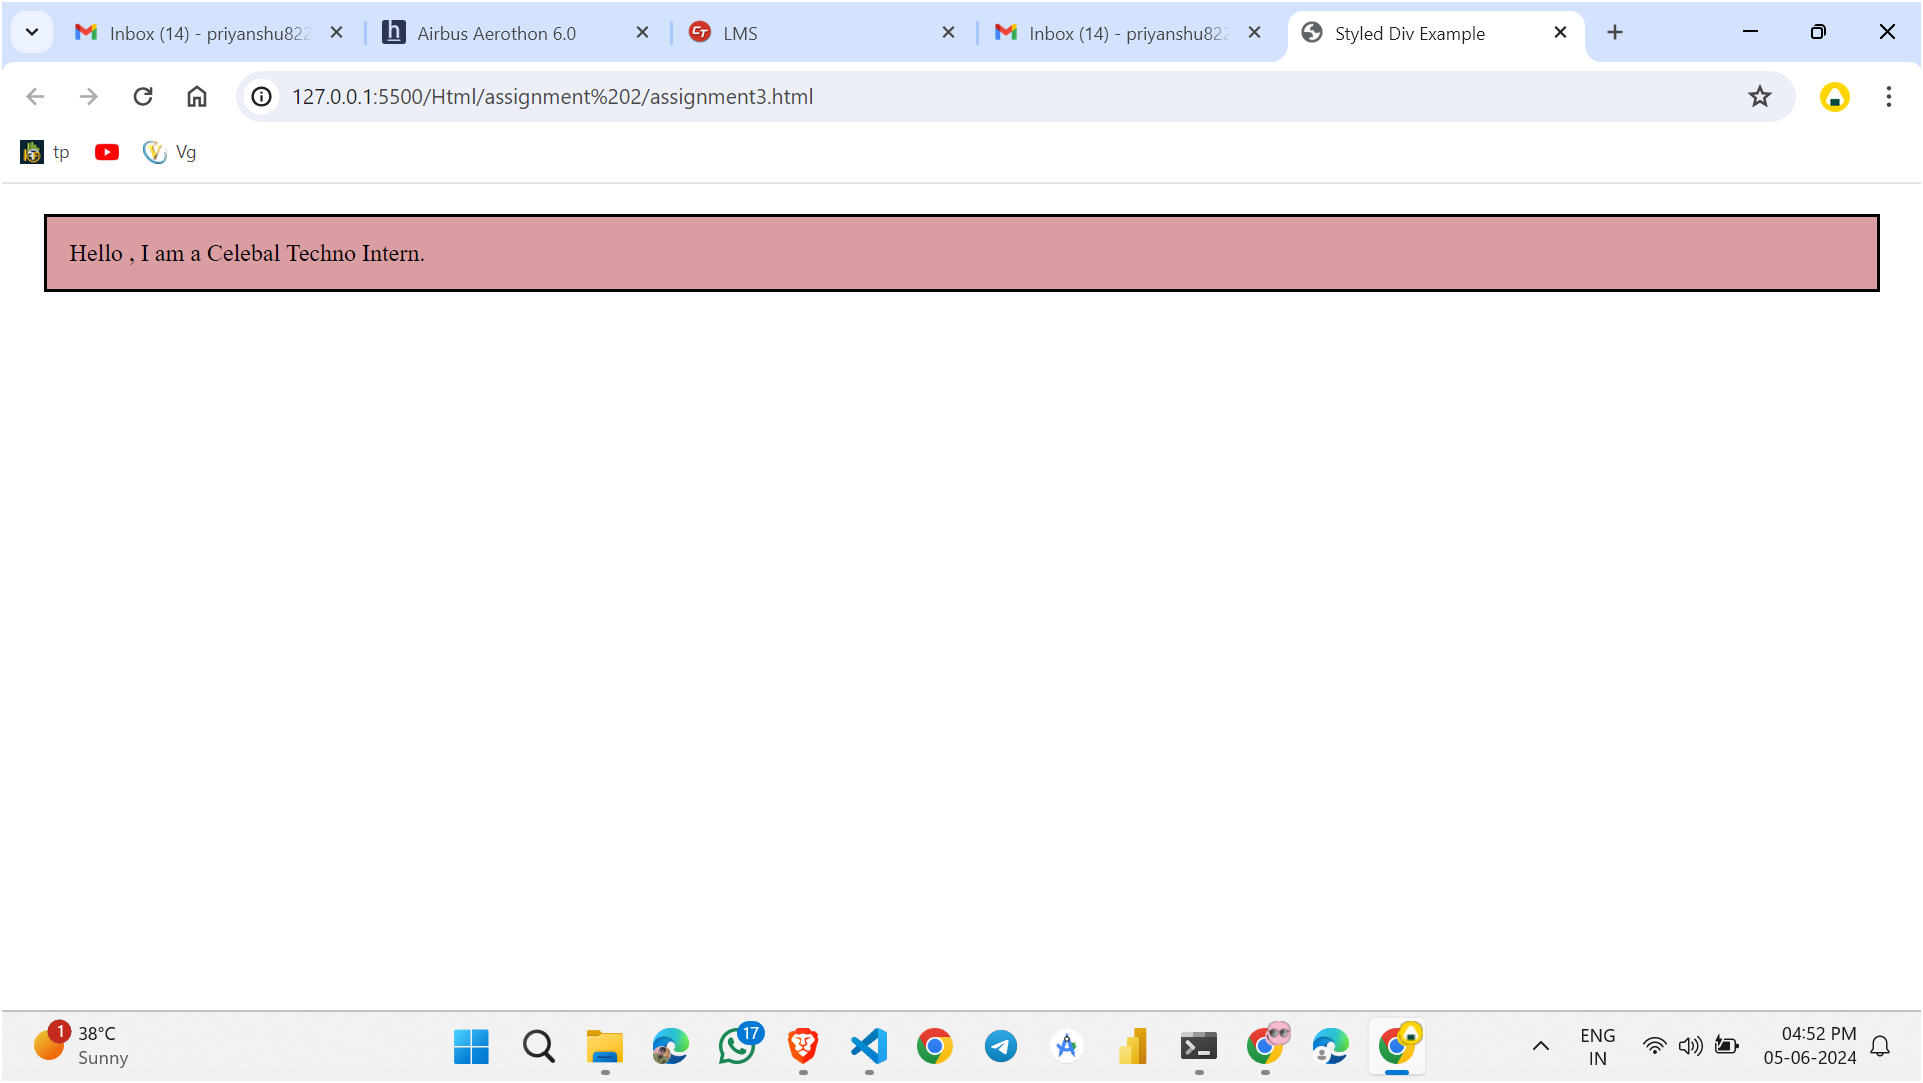 Inbox (14) - priyanshu822
Airbus Aerothon 6.0
LMS
Inbox (14) - priyanshu822
Styled Div Example
127.0.0.1:5500/Html/assignment%202/assignment3.html
tp
Vg
Hello , I am a Celebal Techno Intern.
1
38°C
Sunny
17
ENG
IN
04:52 PM
05-06-2024